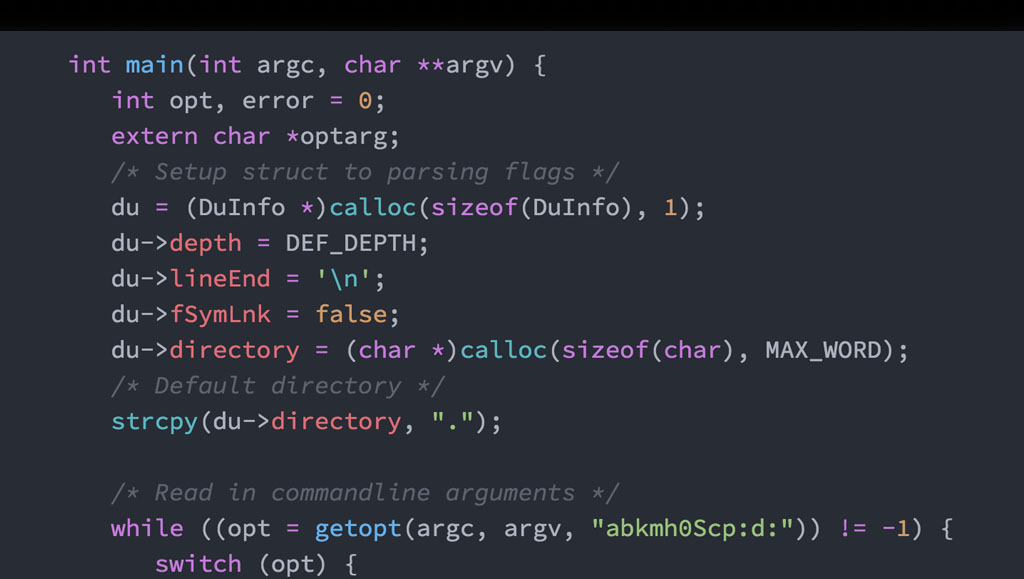 int main(int argc, char **argv) {
int opt, error = 0;
extern char *optarg;
/* Setup struct to parsing flags */
du = (DuInfo *)calloc(sizeof(DuInfo), 1);
du->depth = DEF_DEPTH;
du->lineEnd = '\n';
du->fSymLnk = false;
du->directory = (char *)calloc(sizeof(char), MAX_WORD);
/* Default directory */
strcpy(du->directory, ".");
/* Read in commandline arguments */
while ((opt = getopt(argc, argv, "abkmh0Scp:d:")) != -1) {
switch (opt) {